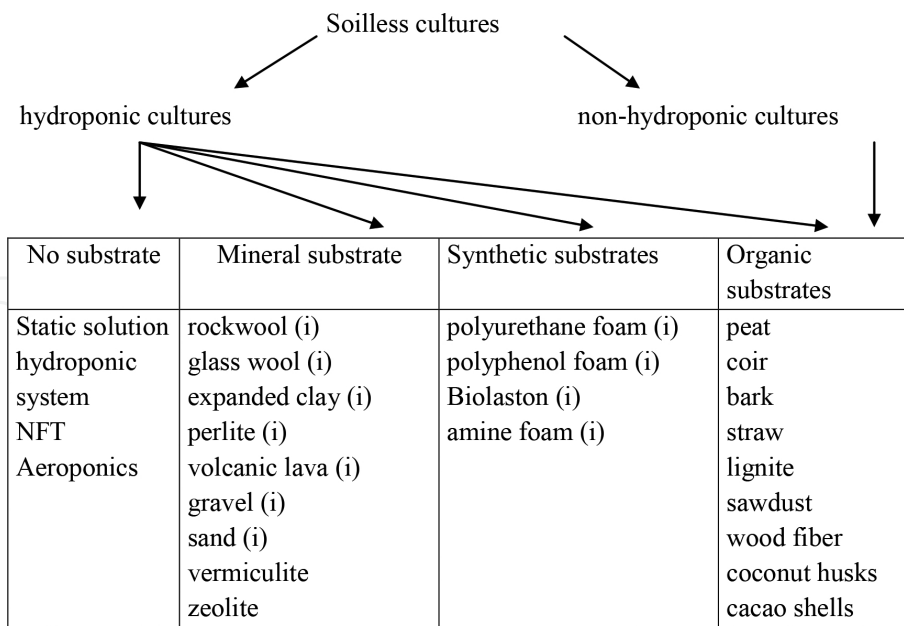 Soilless cultures
hydroponic cultures
non-hydroponic cultures
No substrate
Mineral substrate
Synthetic substrates
Organic
substrates
Static solution
hydroponic
system
NFT
Aeroponics
rockwool (i)
glass wool (i)
expanded clay (i)
perlite (i)
volcanic lava (i)
gravel (i)
sand (i)
vermiculite
zeolite
polyurethane foam (i)
polyphenol foam (i)
Biolaston (i)
amine foam (i)
peat
coir
bark
straw
lignite
sawdust
wood fiber
coconut husks
cacao shells